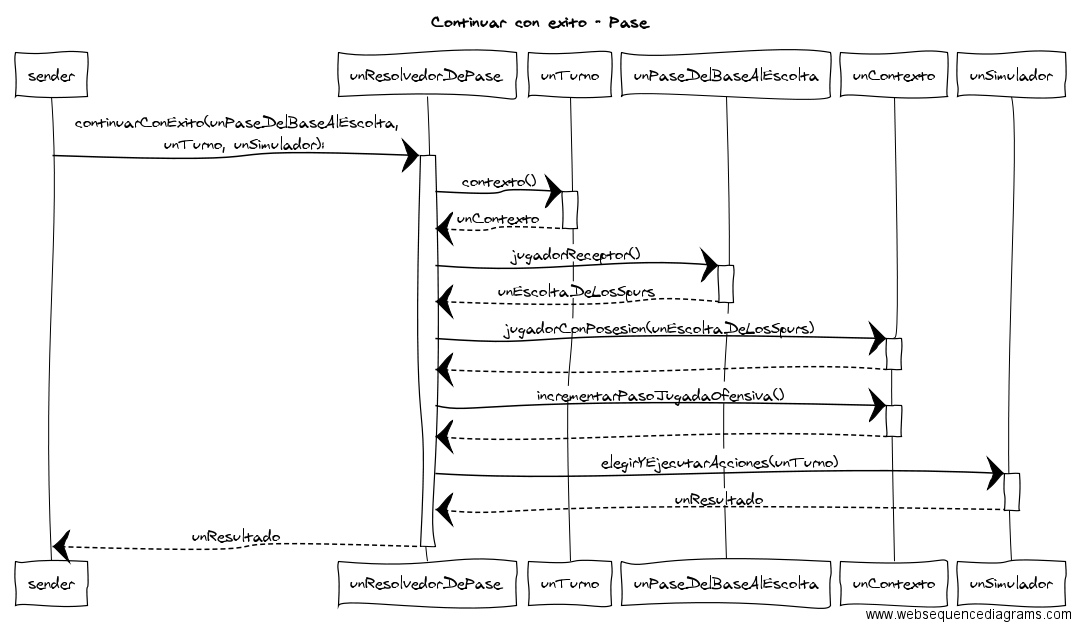 Continuar con exito - Pase
sender
unResolvedorDePase
unTurno
unPaseDelBaseAlEscolta
unContexto
unSimulador
continuarConExito(unPaseDelBaseAlEscolta,
unTurno, unSimulador):
contexto()
unContexto
jugadorReceptor()
unEscoltaDeLosSpurs
jugadorConPosesion(unEscoltaDeLosSpurs)
incrementarPasoJugadaOfensiva()
elegirYEjecutarAcciones(unTurno)
unResultado
unResultado
sender
unResolvedorDePase
unTurno
unPaseDelBaseAlEscolta
unContexto
unSimulador
www.websequencediagrams.com